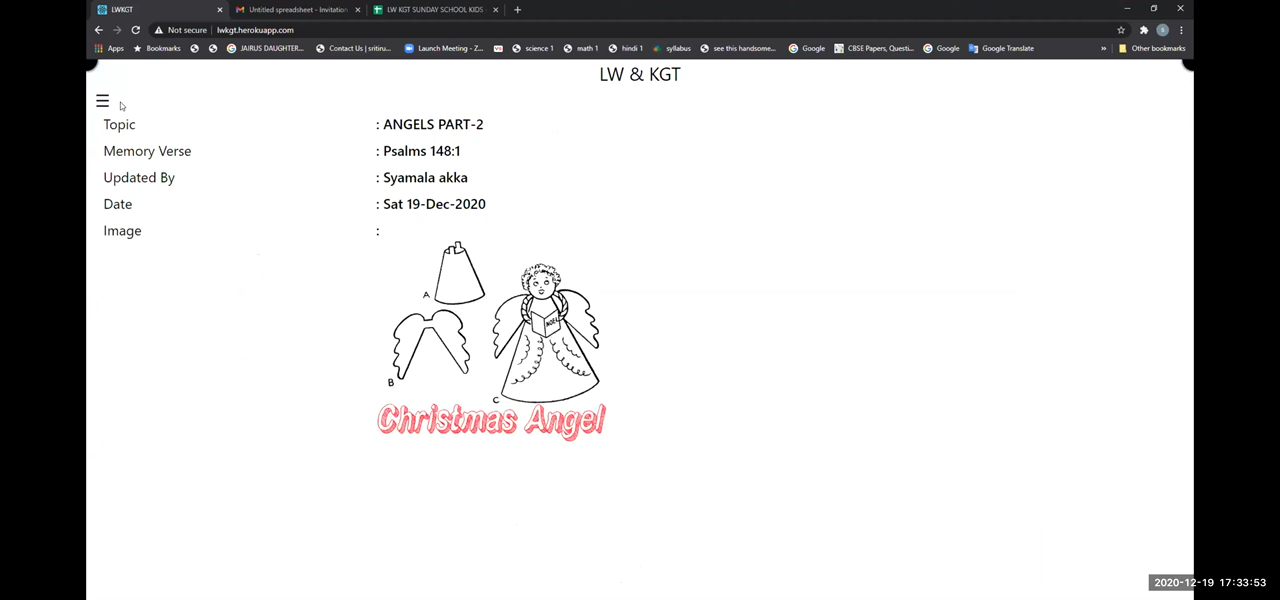 LWKGT
Untitled spreadsheet - Invitation
LW KGT SUNDAY SCHOOL KIDS
Not secure
lwkgt.herokuapp.com
Apps
Bookmarks
JAIRUS DAUGHTER...
Contact Us | sritiru...
Launch Meeting - Z...
science 1
math 1
hindi 1
syllabus
see this handsome...
Google
CBSE Papers, Questi...
Google
Google Translate
»
Other bookmarks
LW & KGT
Topic : ANGELS PART-2
Memory Verse : Psalms 148:1
Updated By : Syamala akka
Date : Sat 19-Dec-2020
Image :
A
NOEL
B
C
Christmas Angel
2020-12-19 17:33:53